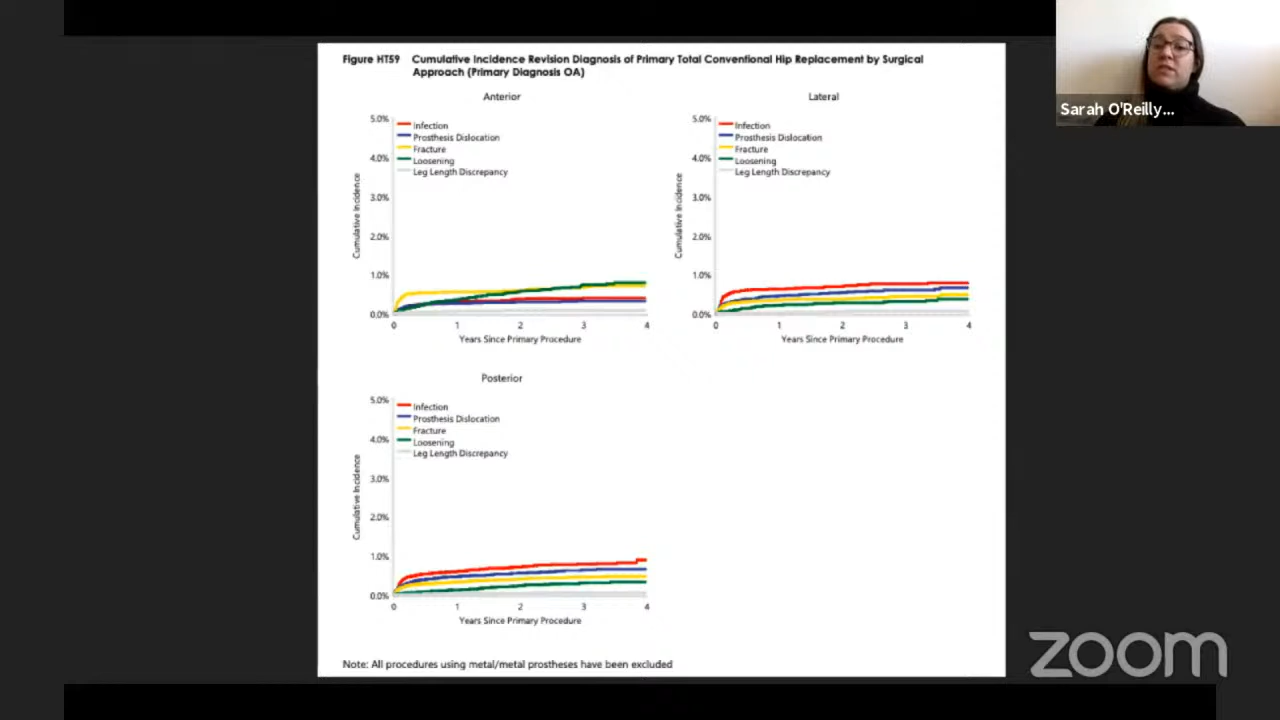 Figure HT59 Cumulative Incidence Revision Diagnosis of Primary Total Conventional Hip Replacement by Surgical
Approach (Primary Diagnosis OA)
Anterior
5.0%
4.0%
3.0%
2.0%
1.0%
0.0%
Cumulative Incidence
Infection
Prosthesis Dislocation
Fracture
Loosening
Leg Length Discrepancy
0 1 2 3 4
Years Since Primary Procedure
Lateral
5.0%
4.0%
3.0%
2.0%
1.0%
0.0%
Cumulative Incidence
Infection
Prosthesis Dislocation
Fracture
Loosening
Leg Length Discrepancy
0 1 2 3 4
Years Since Primary Procedure
Posterior
5.0%
4.0%
3.0%
2.0%
1.0%
0.0%
Cumulative Incidence
Infection
Prosthesis Dislocation
Fracture
Loosening
Leg Length Discrepancy
0 1 2 3 4
Years Since Primary Procedure
Note: All procedures using metal/metal prostheses have been excluded
Sarah O'Reilly...
zoom